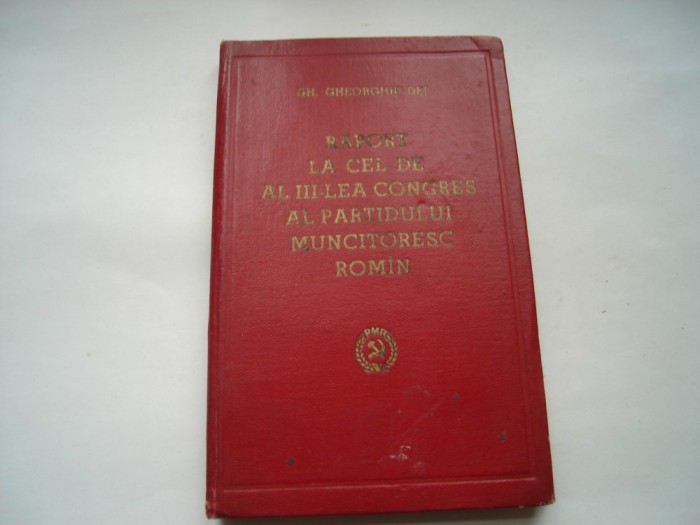 GH. GHEORGHIU-DEJ
RAPORT
LA CEL DE
AL III-LEA CONGRES
AL PARTIDULUI
MUNCITORESC
ROMÎN
PMR